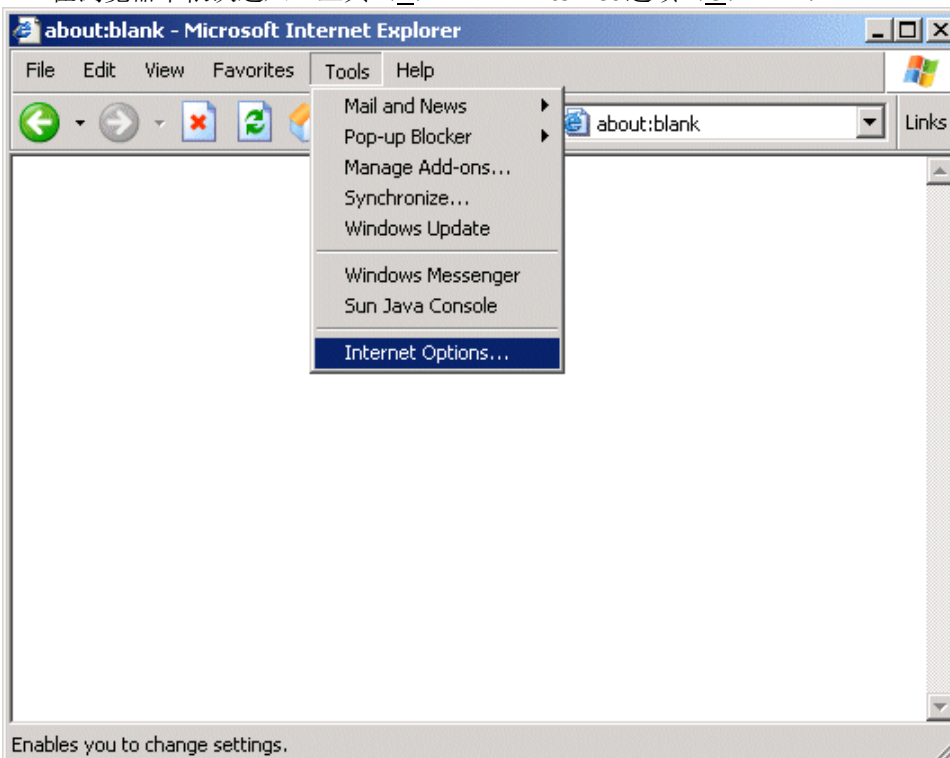 about:blank - Microsoft Internet Explorer
File Edit View Favorites Tools Help
about:blank Links
Mail and News
Pop-up Blocker
Manage Add-ons...
Synchronize...
Windows Update
Windows Messenger
Sun Java Console
Internet Options...
Enables you to change settings.